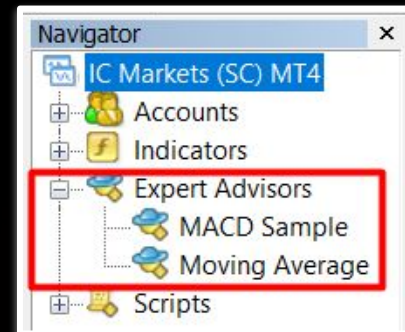 Navigator
IC Markets (SC) MT4
Accounts
Indicators
Expert Advisors
MACD Sample
Moving Average
Scripts